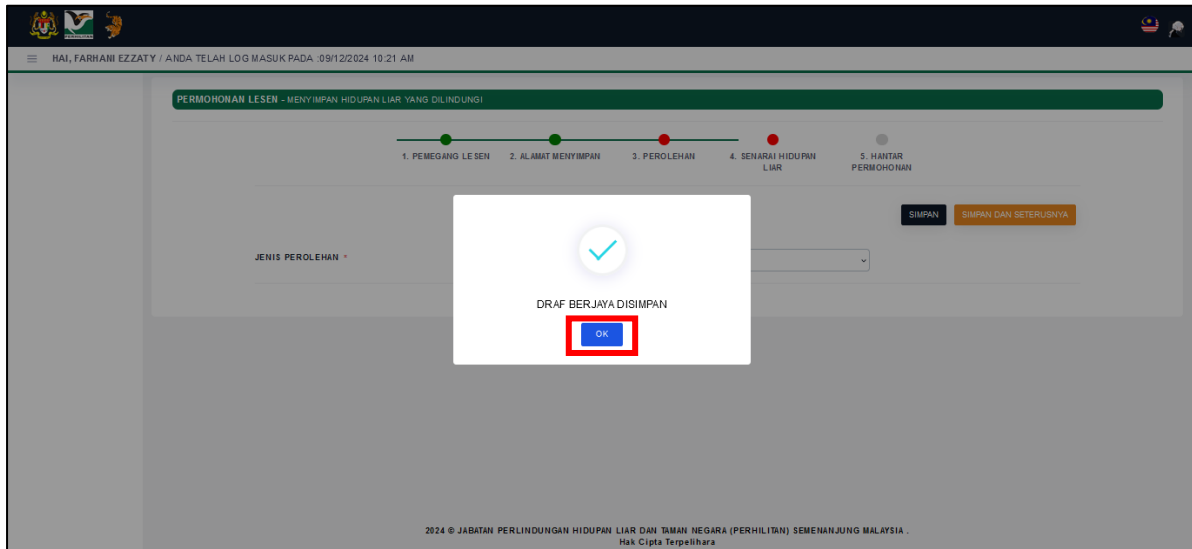 HAI, FARHANI EZZATY / ANDA TELAH LOG MASUK PADA :09/12/2024 10:21 AM
PERMOHONAN LESEN - MENYIMPAN HIDUPAN LIAR YANG DILINDUNGI
1. PEMEGANG LESEN 2. ALAMAT MENYIMPAN 3. PEROLEHAN 4. SENARAI HIDUPAN LIAR 5. HANTAR PERMOHONAN
SIMPAN SIMPAN DAN SETERUSNYA
JENIS PEROLEHAN *
DRAF BERJAYA DISIMPAN
OK
2024 © JABATAN PERLINDUNGAN HIDUPAN LIAR DAN TAMAN NEGARA (PERHILITAN) SEMENANJUNG MALAYSIA .
Hak Cipta Terpelihara